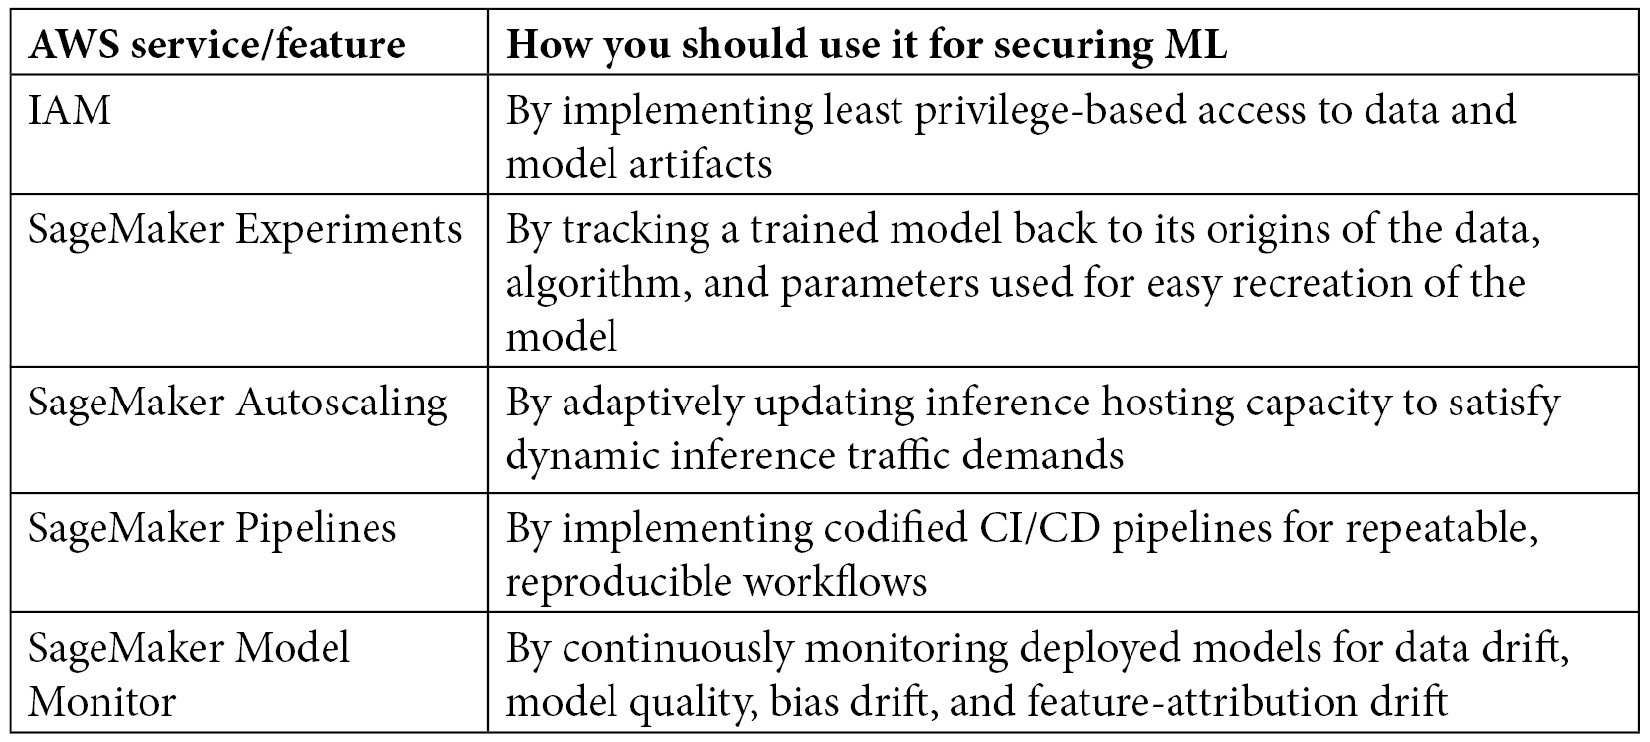 AWS service/feature
How you should use it for securing ML
IAM
By implementing least privilege-based access to data and
model artifacts
SageMaker Experiments
By tracking a trained model back to its origins of the data,
algorithm, and parameters used for easy recreation of the
model
SageMaker Autoscaling
By adaptively updating inference hosting capacity to satisfy
dynamic inference traffic demands
SageMaker Pipelines
By implementing codified CI/CD pipelines for repeatable,
reproducible workflows
SageMaker Model
Monitor
By continuously monitoring deployed models for data drift,
model quality, bias drift, and feature-attribution drift